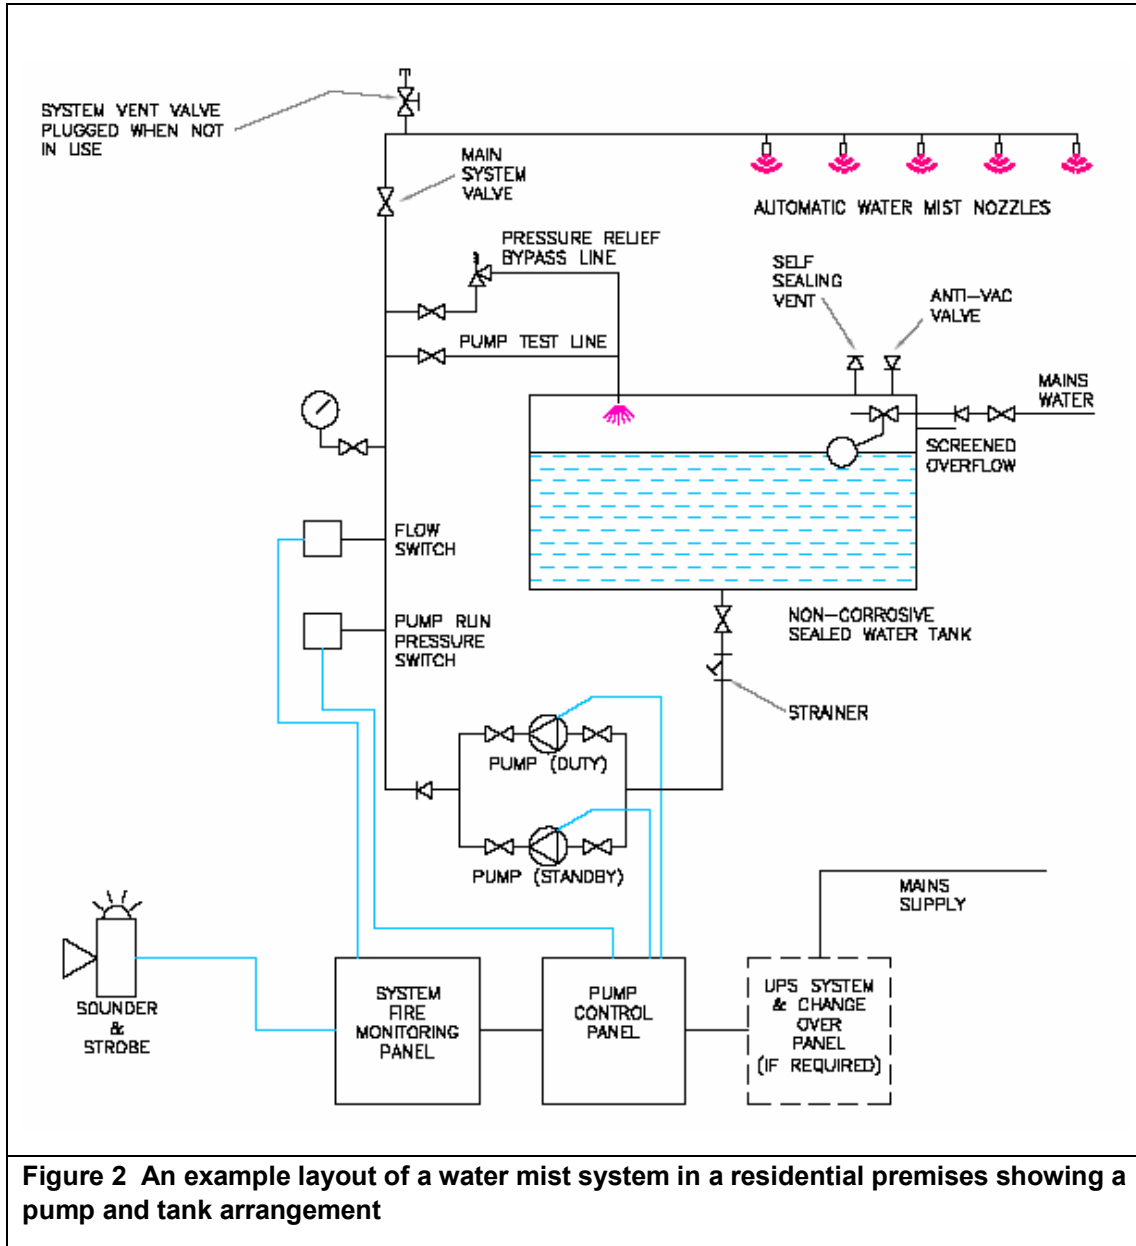 SYSTEM VENT VALVE
PLUGGED WHEN NOT
IN USE
MAIN
SYSTEM
VALVE
AUTOMATIC WATER MIST NOZZLES
PRESSURE RELIEF
BYPASS LINE
SELF
SEALING
VENT
ANTI-VAC
VALVE
PUMP TEST LINE
MAINS
WATER
SCREENED
OVERFLOW
FLOW
SWITCH
NON-CORROSIVE
SEALED WATER TANK
PUMP RUN
PRESSURE
SWITCH
STRAINER
PUMP (DUTY)
PUMP (STANDBY)
MAINS
SUPPLY
SOUNDER
&
STROBE
SYSTEM
FIRE
MONITORING
PANEL
PUMP
CONTROL
PANEL
UPS SYSTEM
& CHANGE
OVER
PANEL
(IF REQUIRED)
Figure 2 An example layout of a water mist system in a residential premises showing a
pump and tank arrangement